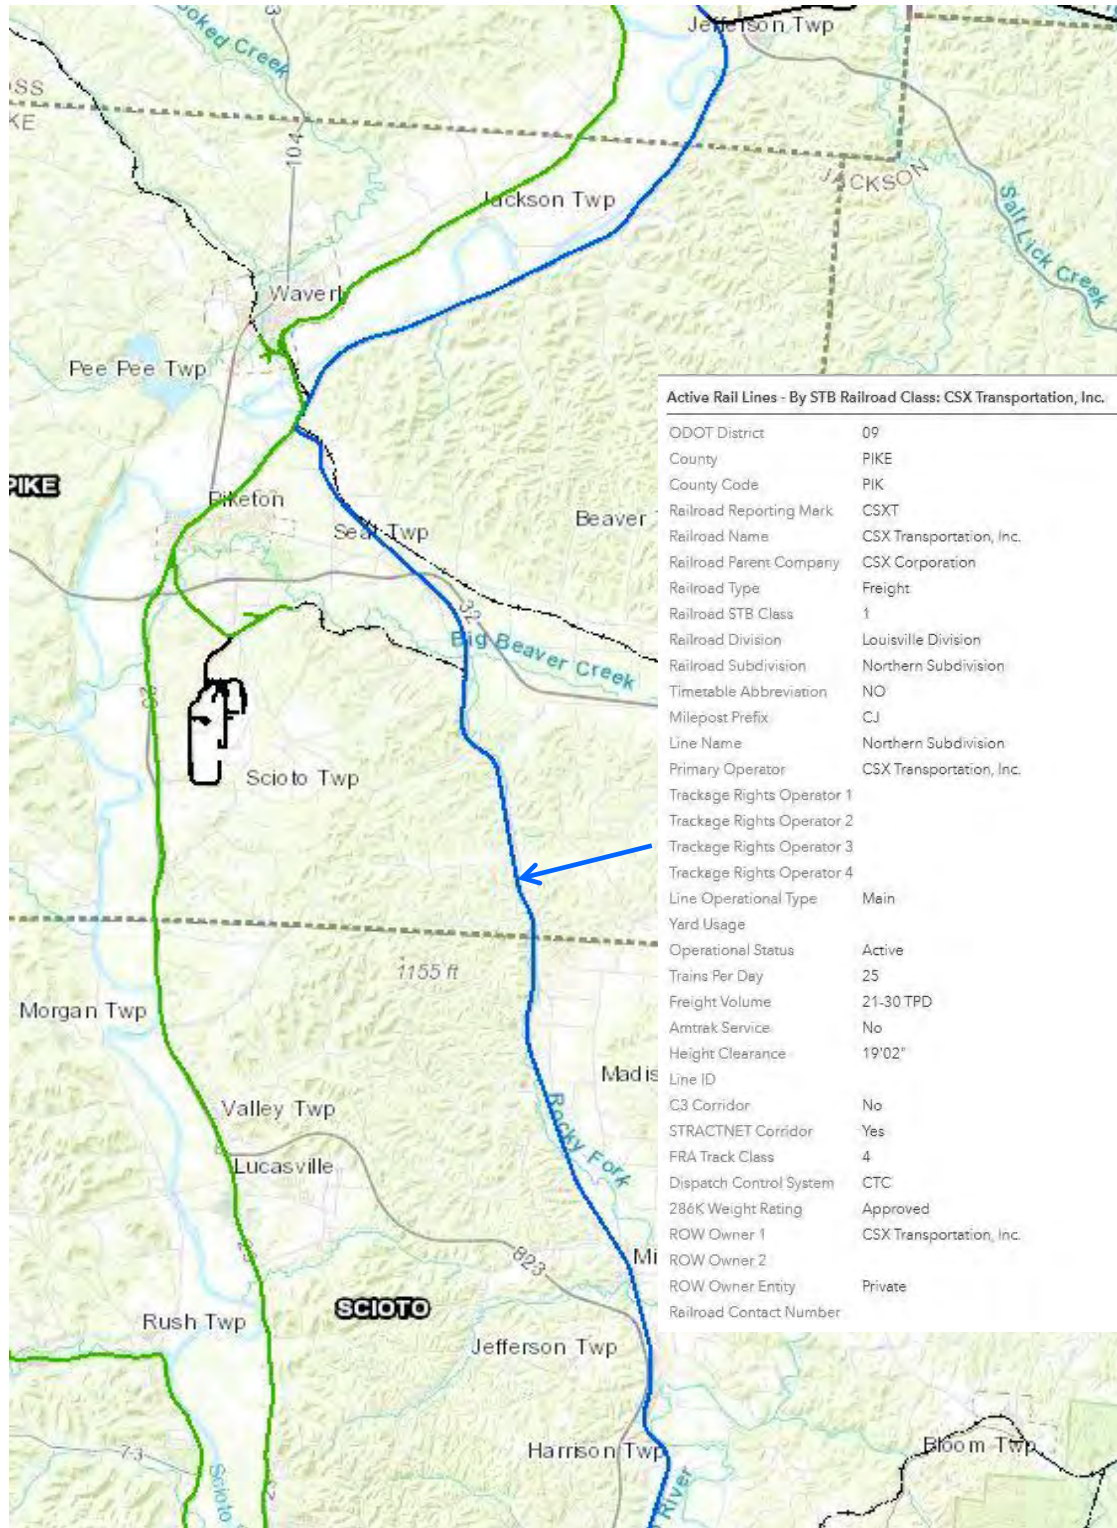 Jefferson Twp
ooked Creek
3
SS
KE
104
JACKSON
Jackson Twp
Salt Lick Creek
Waverl
Pee Pee Twp
PIKE
Piketon
Seal Twp
Beaver
32
Big Beaver Creek
23
Scioto Twp
1155 ft
Morgan Twp
Madis
Valley Twp
Rocky Fork
Lucasville
23
823
Mi
SCIOTO
Rush Twp
Jefferson Twp
73
Harrison Twp
Bloom Twp
Scioto
River
Active Rail Lines - By STB Railroad Class: CSX Transportation, Inc.
ODOT District 09
County PIKE
County Code PIK
Railroad Reporting Mark CSXT
Railroad Name CSX Transportation, Inc.
Railroad Parent Company CSX Corporation
Railroad Type Freight
Railroad STB Class 1
Railroad Division Louisville Division
Railroad Subdivision Northern Subdivision
Timetable Abbreviation NO
Milepost Prefix CJ
Line Name Northern Subdivision
Primary Operator CSX Transportation, Inc.
Trackage Rights Operator 1
Trackage Rights Operator 2
Trackage Rights Operator 3
Trackage Rights Operator 4
Line Operational Type Main
Yard Usage
Operational Status Active
Trains Per Day 25
Freight Volume 21-30 TPD
Amtrak Service No
Height Clearance 19'02"
Line ID
C3 Corridor No
STRACTNET Corridor Yes
FRA Track Class 4
Dispatch Control System CTC
286K Weight Rating Approved
ROW Owner 1 CSX Transportation, Inc.
ROW Owner 2
ROW Owner Entity Private
Railroad Contact Number